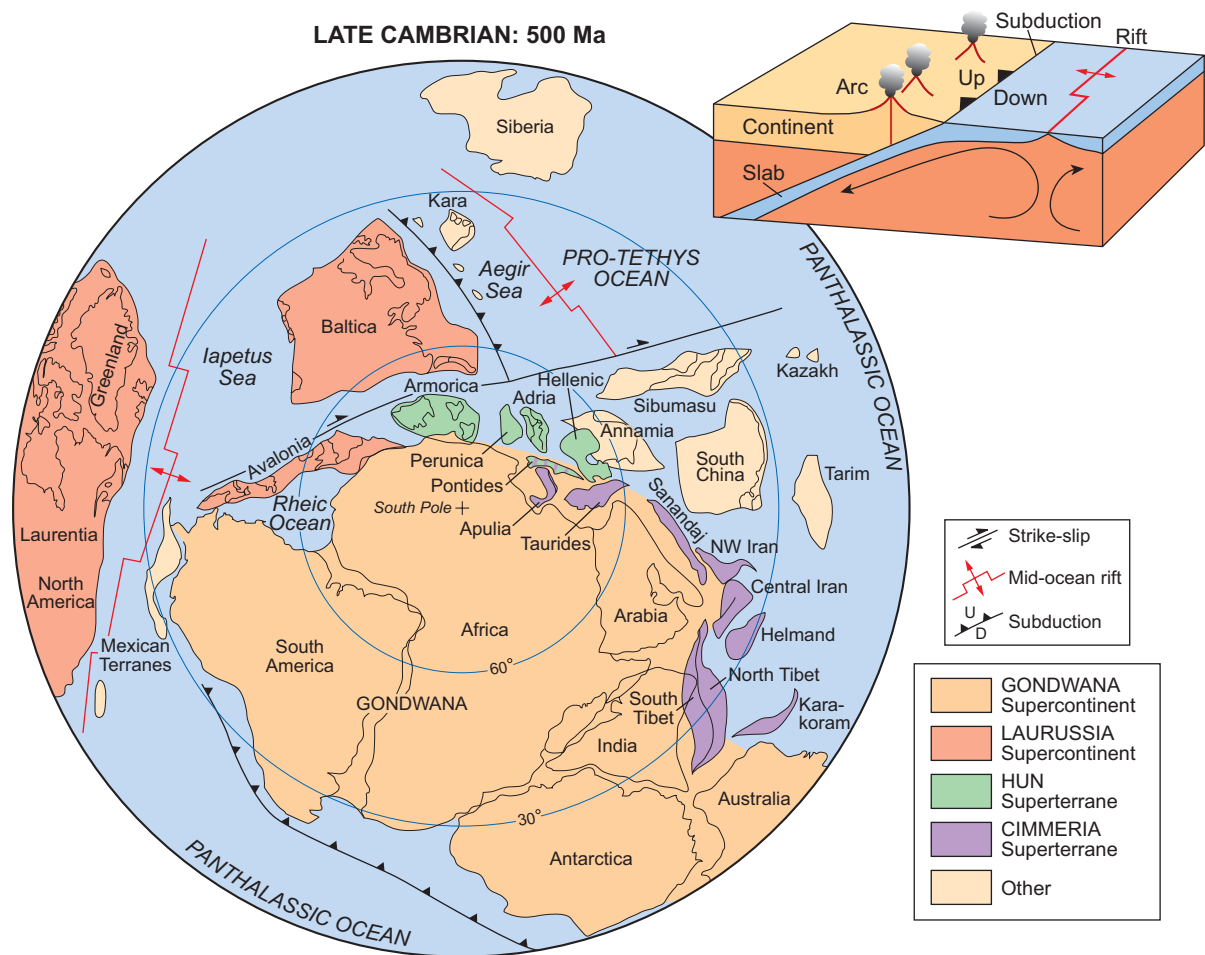 LATE CAMBRIAN: 500 Ma
Subduction
Rift
Arc
Up
Down
Continent
Slab
Siberia
Kara
Aegir
Sea
PRO-TETHYS
OCEAN
PANTHALASSIC OCEAN
Baltica
Greenland
Iapetus
Sea
Laurentia
North
America
Armorica
Hellenic
Adria
Kazakh
Sibumasu
Avalonia
Annamia
Perunica
South
China
Tarim
Pontides
Rheic
Ocean
South Pole
Apulia
Taurides
Sanandaj
NW Iran
Central Iran
Arabia
Helmand
Africa
South
America
Mexican
Terranes
60°
North Tibet
South
Tibet
Kara-
koram
GONDWANA
India
Australia
30°
Antarctica
PANTHALASSIC OCEAN
Strike-slip
Mid-ocean rift
U
D
Subduction
GONDWANA
Supercontinent
LAURUSSIA
Supercontinent
HUN
Superterrane
CIMMERIA
Superterrane
Other